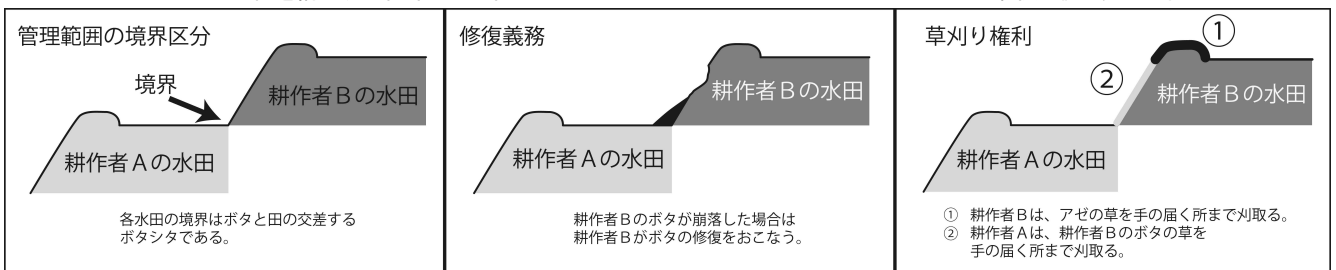 管理範囲の境界区分
境界
耕作者Bの水田
耕作者Aの水田
各水田の境界はボタと田の交差する
ボタシタである。
修復義務
耕作者Bの水田
耕作者Aの水田
耕作者Bのボタが崩落した場合は
耕作者Bがボタの修復をおこなう。
草刈り権利
①
②
耕作者Bの水田
耕作者Aの水田
① 耕作者Bは、アゼの草を手の届く所まで刈取る。
② 耕作者Aは、耕作者Bのボタの草を
手の届く所まで刈取る。